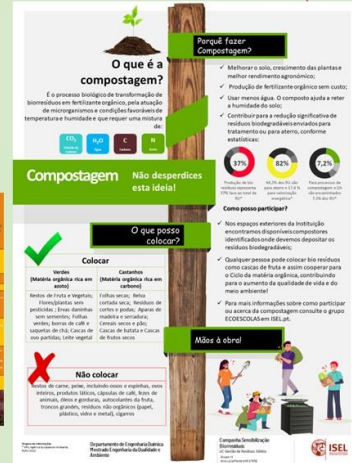 O que é a
compostagem?
É o processo biológico de transformação de
biorresíduos em fertilizante orgânico, pela atuação
de microrganismos e condições favoráveis de
temperatura e humidade e que requer uma mistura
de:
CO₂
H₂O
C
N
Água
Carbono
Compostagem
Não desperdices
esta ideia!
O que posso
colocar?
Colocar
Verdes
(Matéria orgânica rica em
azoto)
Restos de Fruta e Vegetais;
Flores/plantas sem
pesticidas; Ervas daninhas
sem sementes; Folhas
verdes; borras de café e
saquetas de chá; Cascas de
ovo partidas; Leite vegetal
Castanhos
(Matéria orgânica rica em
carbono)
Folhas secas; Relva
cortada seca; Resíduos de
cortes e podas; Aparas de
madeira e serradura;
Cereais secos e pão;
Cascas de batata e Cascas
de frutos secos
Não colocar
Restos de carne, peixe, incluindo ossos e espinhas, ovos
inteiros, produtos láticos, cápsulas de café, fezes de
animais, óleos e gorduras, autocolantes da fruta,
troncos grandes, resíduos não orgânicos (papel,
plástico, vidro e metal), cigarros
Porquê fazer
Compostagem?
✓ Melhorar o solo, crescimento das plantas e
melhor rendimento agronómico;
✓ Produção de fertilizante orgânico sem custo;
✓ Usar menos água. O composto ajuda a reter
a humidade do solo;
✓ Contribuir para a redução significativa de
resíduos biodegradáveis enviados para
tratamento ou para aterro, conforme
estatísticas:
37%
82%
7,2%
Como posso participar?
✓ Nos espaços exteriores da Instituição
encontramos disponíveis compostores
identificados onde devemos depositar os
resíduos biodegradáveis;
✓ Qualquer pessoa pode colocar bio resíduos
como cascas de fruta e assim cooperar para
o Ciclo da matéria orgânica, contribuindo
para o aumento da qualidade de vida e do
meio ambiente!
✓ Para mais informações sobre como participar
ou acerca da compostagem consulte o grupo
ECOESCOLAS em ISEL.pt.
Mãos à obra!
Departamento de Engenharia Química
Mestrado Engenharia da Qualidade e
Ambiente
Campanha Sensibilização
Biorresíduos:
ISEL